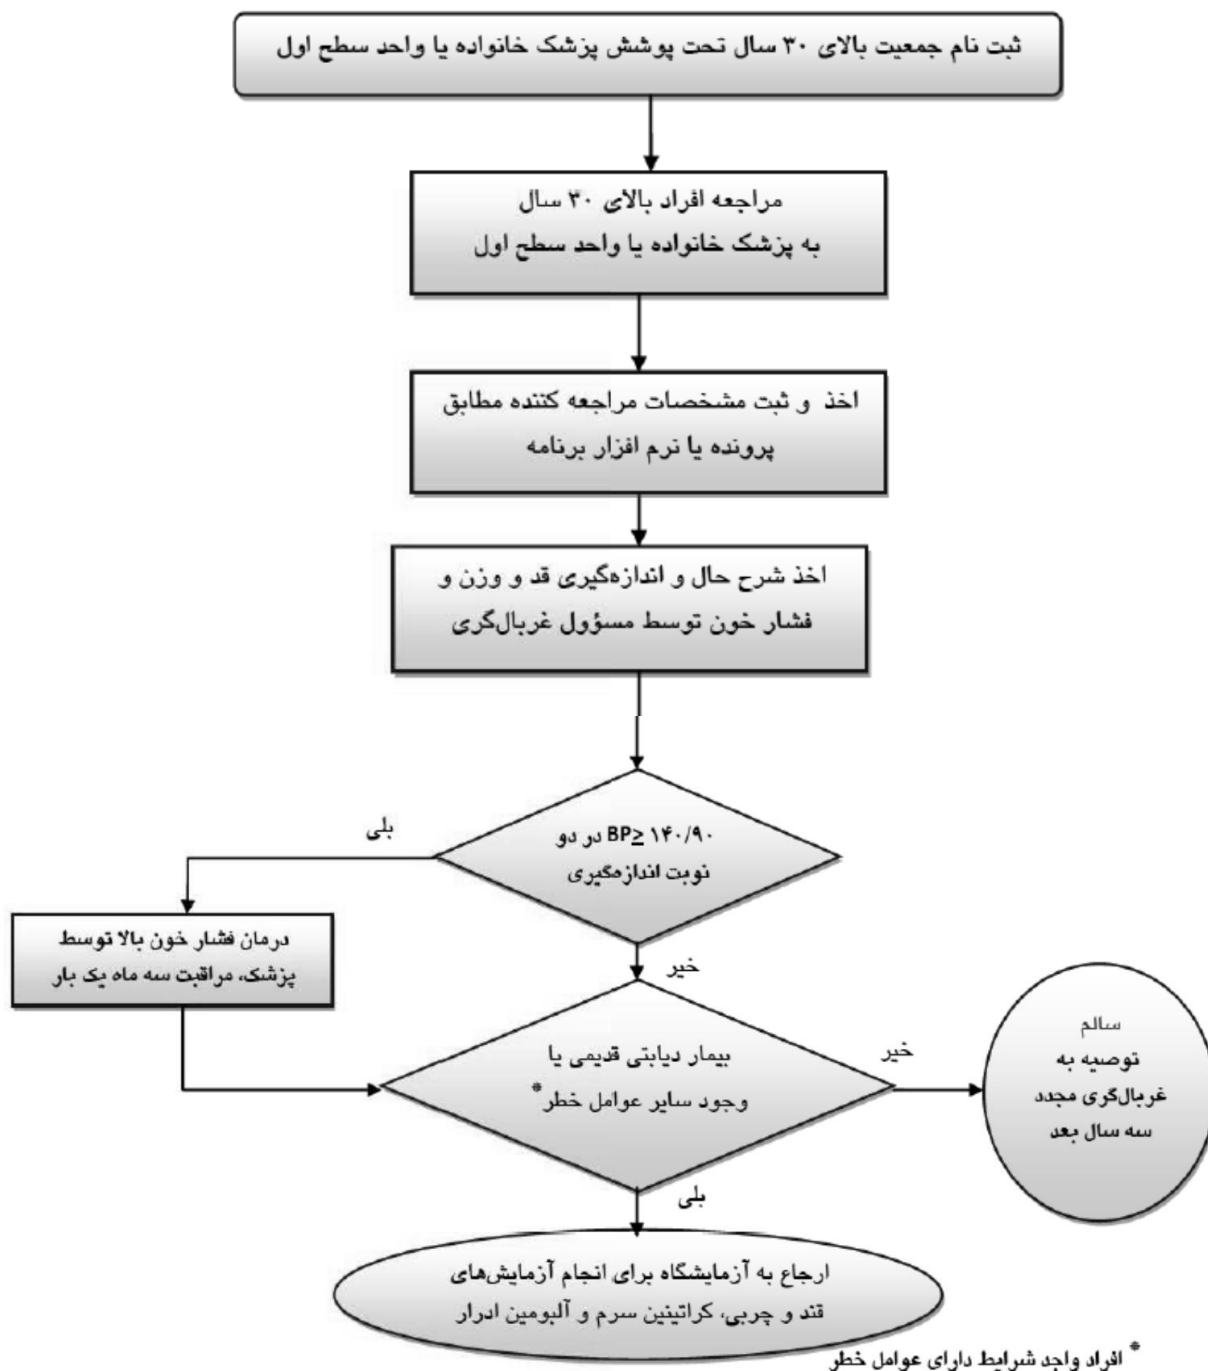 ثبت نام جمعیت بالای ۳۰ سال تحت پوشش پزشک خانواده یا واحد سطح اول
مراجعه افراد بالای ۳۰ سال
به پزشک خانواده یا واحد سطح اول
اخذ و ثبت مشخصات مراجعه کننده مطابق
پرونده یا نرم افزار برنامه
اخذ شرح حال و اندازه‌گیری قد و وزن و
فشار خون توسط مسؤول غربال‌گری
BP≥ ۱۴۰/۹۰ در دو
نوبت اندازه‌گیری
بلی
درمان فشار خون بالا توسط
پزشک، مراقبت سه ماه یک بار
خیر
بیمار دیابتی قدیمی یا
وجود سایر عوامل خطر*
خیر
سالم
توصیه به
غربال‌گری مجدد
سه سال بعد
بلی
ارجاع به آزمایشگاه برای انجام آزمایش‌های
قند و چربی، کراتینین سرم و آلبومین ادرار
* افراد واجد شرایط دارای عوامل خطر